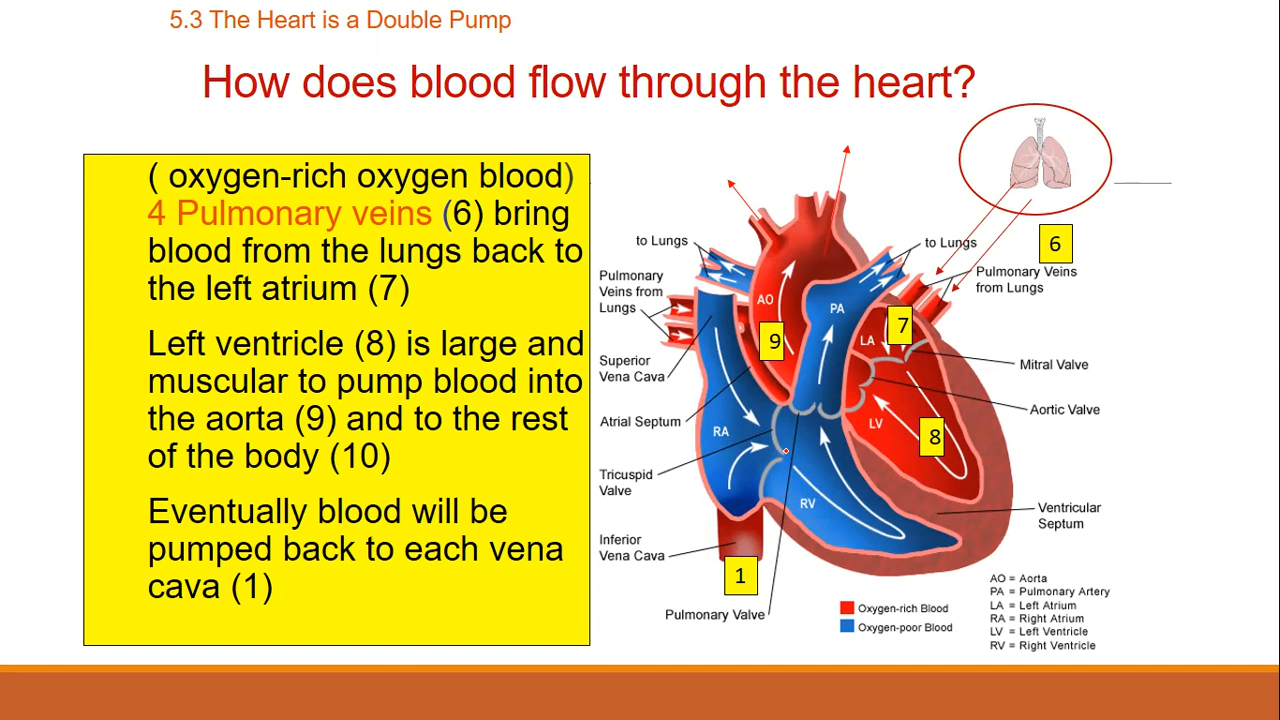 5.3 The Heart is a Double Pump
How does blood flow through the heart?
( oxygen-rich oxygen blood)
4 Pulmonary veins (6) bring
blood from the lungs back to
the left atrium (7)
Left ventricle (8) is large and
muscular to pump blood into
the aorta (9) and to the rest
of the body (10)
Eventually blood will be
pumped back to each vena
cava (1)
to Lungs
Pulmonary
Veins from
Lungs
Superior
Vena Cava
Atrial Septum
Tricuspid
Valve
Inferior
Vena Cava
Pulmonary Valve
AO
9
PA
RA
RV
1
LA
7
LV
8
to Lungs
6
Pulmonary Veins
from Lungs
Mitral Valve
Aortic Valve
Ventricular
Septum
Oxygen-rich Blood
Oxygen-poor Blood
AO = Aorta
PA = Pulmonary Artery
LA = Left Atrium
RA = Right Atrium
LV = Left Ventricle
RV = Right Ventricle